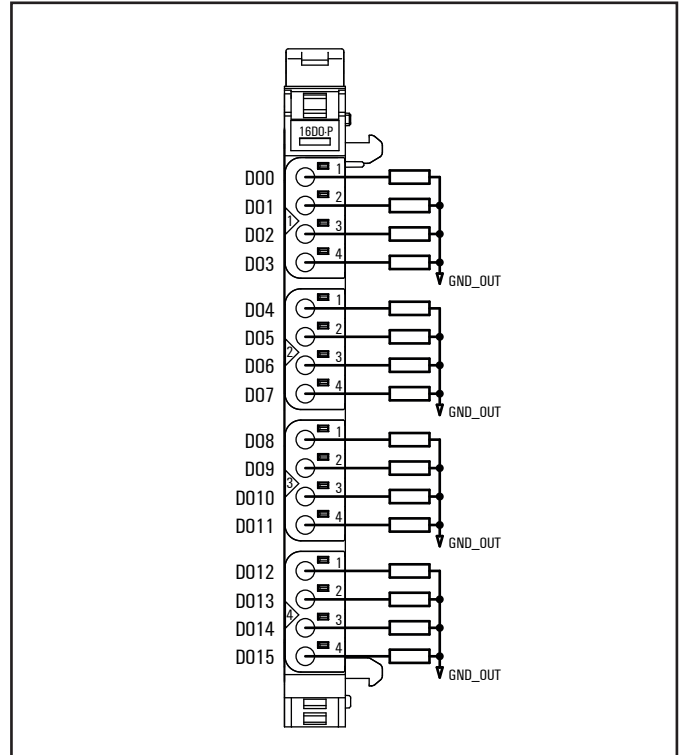 16DO-P
DO0 1
DO1 2
1
DO2 3
DO3 4
GND_OUT
DO4 1
DO5 2
2
DO6 3
DO7 4
GND_OUT
DO8 1
DO9 2
3
DO10 3
DO11 4
GND_OUT
DO12 1
DO13 2
4
DO14 3
DO15 4
GND_OUT